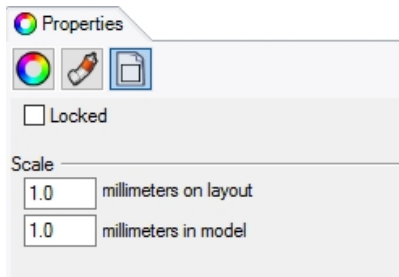 Properties
Locked
Scale
1.0 millimeters on layout
1.0 millimeters in model